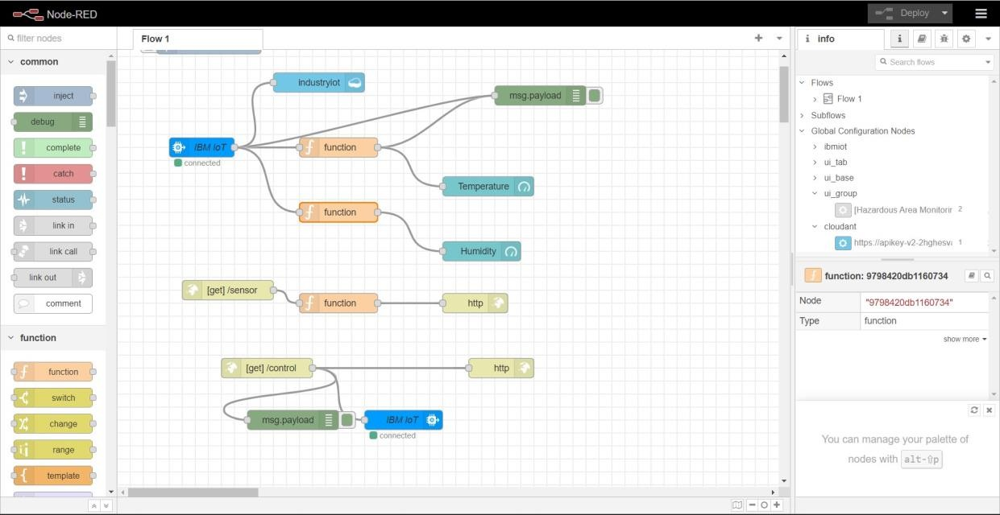 Node-RED
Deploy
filter nodes
Flow 1
info
common
inject
debug
complete
catch
status
link in
link call
link out
comment
function
function
switch
change
range
template
industryiot
msg.payload
IBM IoT
connected
function
Temperature
function
Humidity
[get] /sensor
function
http
[get] /control
http
msg.payload
IBM IoT
connected
Search flows
Flows
Flow 1
Subflows
Global Configuration Nodes
ibmiot
ui_tab
ui_base
ui_group
[Hazardous Area Monitorin 2
cloudant
https://apikey-v2-2hghesva 1
function: 9798420db1160734
Node "9798420db1160734"
Type function
show more
You can manage your palette of
nodes with alt-⇧p